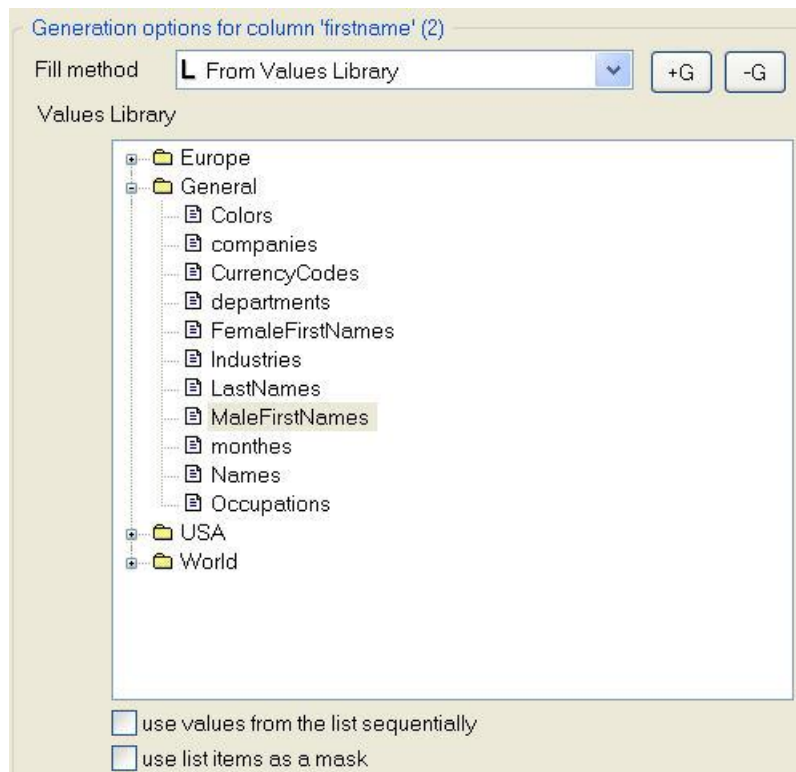 Generation options for column 'firstname' (2)
Fill method L From Values Library +G -G
Values Library
Europe
General
Colors
companies
CurrencyCodes
departments
FemaleFirstNames
Industries
LastNames
MaleFirstNames
monthes
Names
Occupations
USA
World
use values from the list sequentially
use list items as a mask